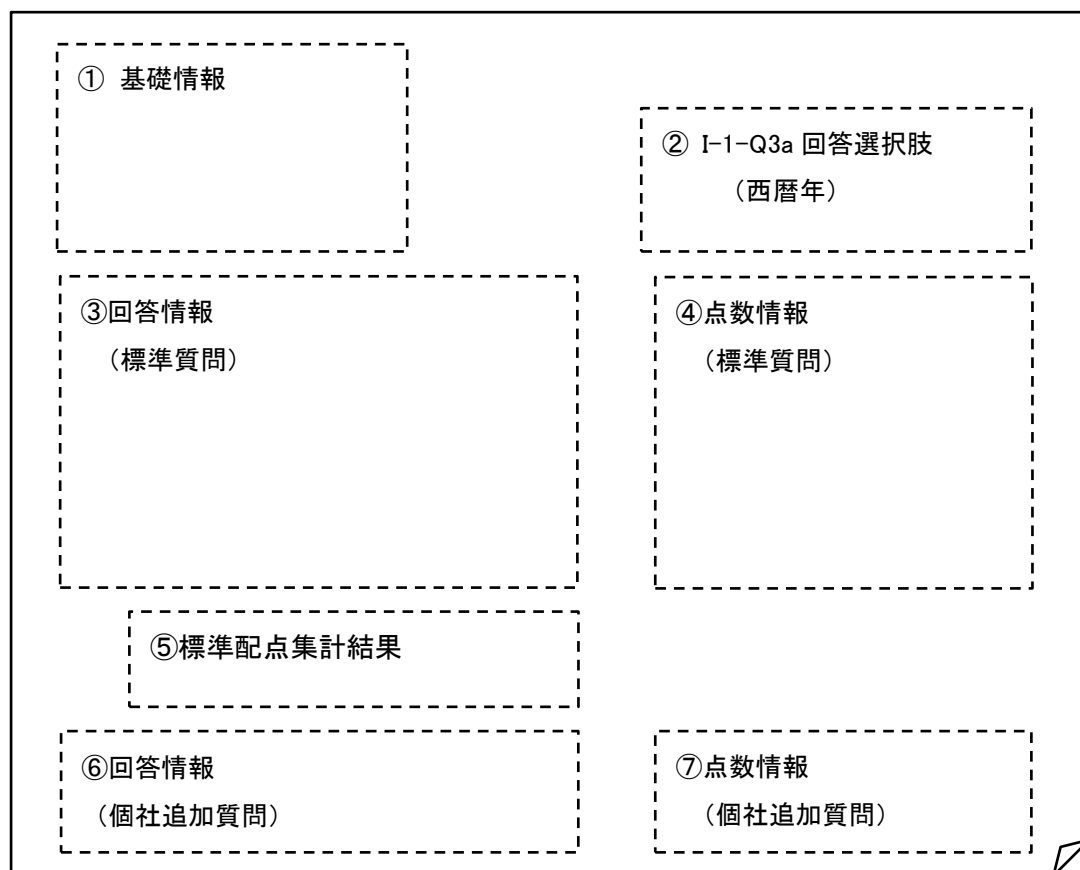 ① 基礎情報
② I-1-Q3a 回答選択肢
（西暦年）
③回答情報
（標準質問）
④点数情報
（標準質問）
⑤標準配点集計結果
⑥回答情報
（個社追加質問）
⑦点数情報
（個社追加質問）